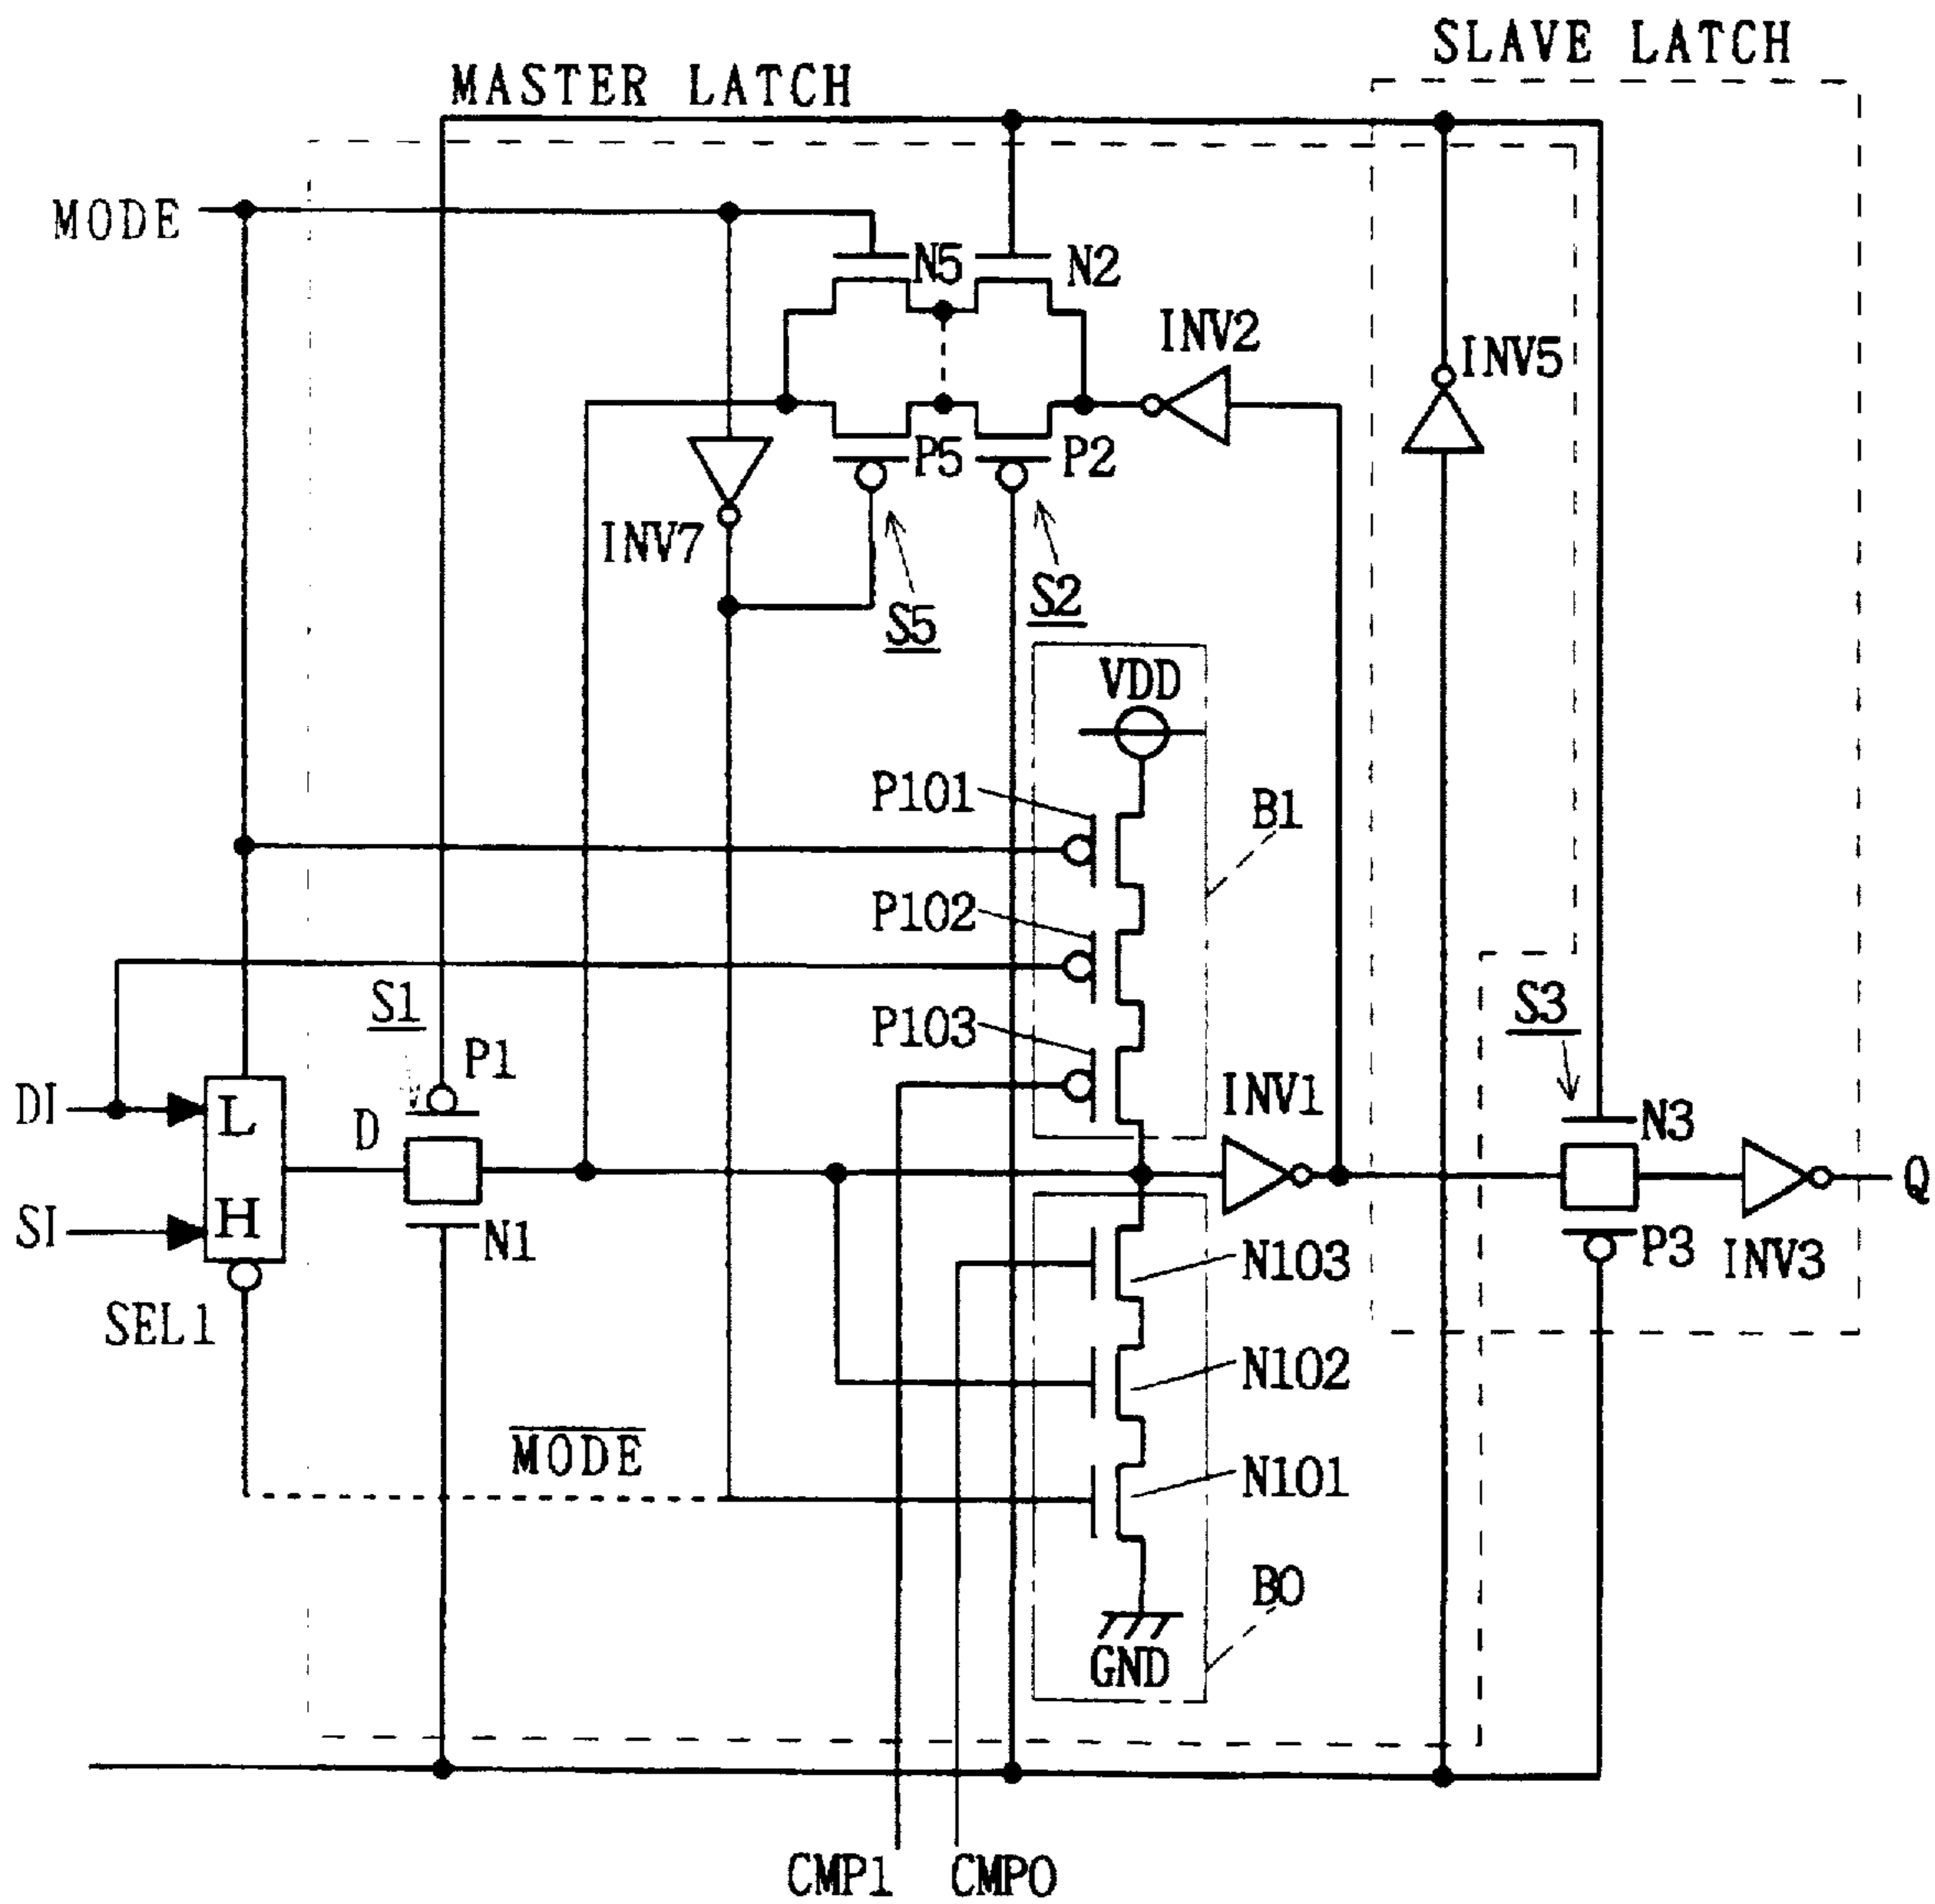 SLAVE LATCH
MASTER LATCH
MODE
N5
N2
INV2
INV5
P5
P2
INV7
S5
S2
VDD
P101
B1
P102
S1
P103
S3
P1
INV1
DI
L
D
N3
SI
H
N1
Q
N103
P3
INV3
SEL1
N102
MODE
N101
B0
GND
CMP1
CMP0